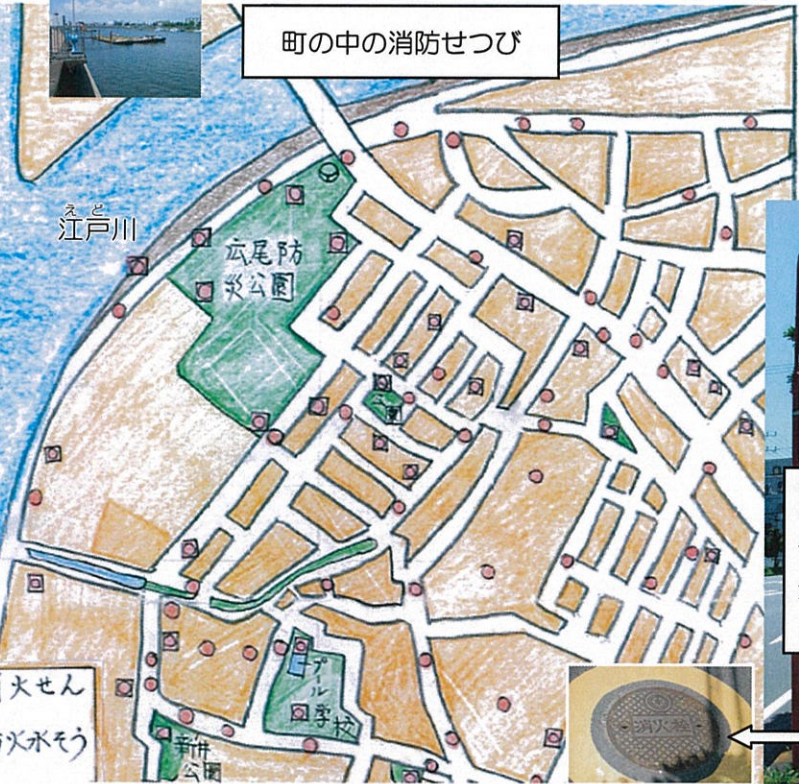 町の中の消防せつび
えど
江戸川
広尾防
災公園
公園
プール
学校
新井
公園
火せん
火水そう
消火栓